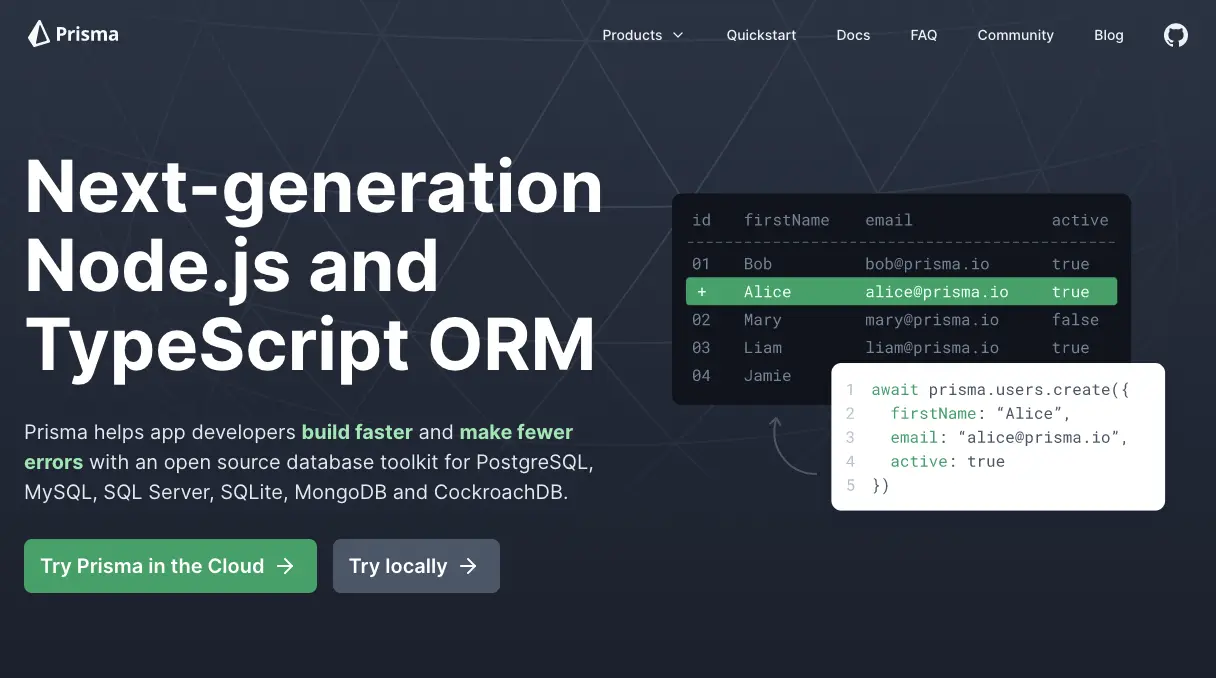 Prisma
Products Quickstart Docs FAQ Community Blog
Next-generation
Node.js and
TypeScript ORM
Prisma helps app developers build faster and make fewer
errors with an open source database toolkit for PostgreSQL,
MySQL, SQL Server, SQLite, MongoDB and CockroachDB.
Try Prisma in the Cloud → Try locally →
id firstName email active
01 Bob bob@prisma.io true
+ Alice alice@prisma.io true
02 Mary mary@prisma.io false
03 Liam liam@prisma.io true
04 Jamie
1 await prisma.users.create({
2 firstName: “Alice”,
3 email: “alice@prisma.io”,
4 active: true
5 })